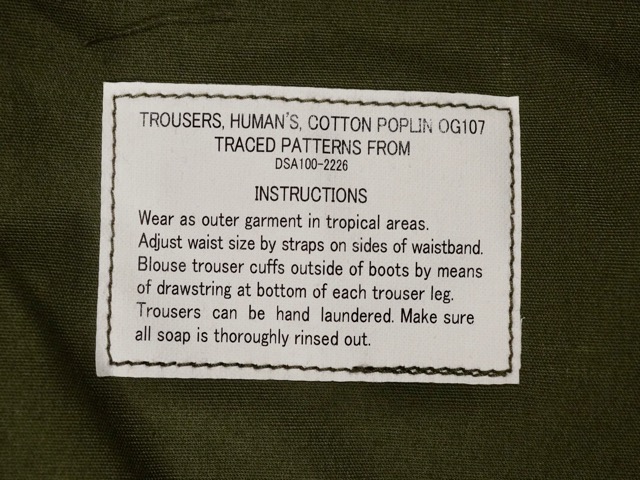 TROUSERS, HUMAN'S, COTTON POPLIN OG107
TRACED PATTERNS FROM
DSA100-2226
INSTRUCTIONS
Wear as outer garment in tropical areas.
Adjust waist size by straps on sides of waistband.
Blouse trouser cuffs outside of boots by means
of drawstring at bottom of each trouser leg.
Trousers can be hand laundered. Make sure
all soap is thoroughly rinsed out.